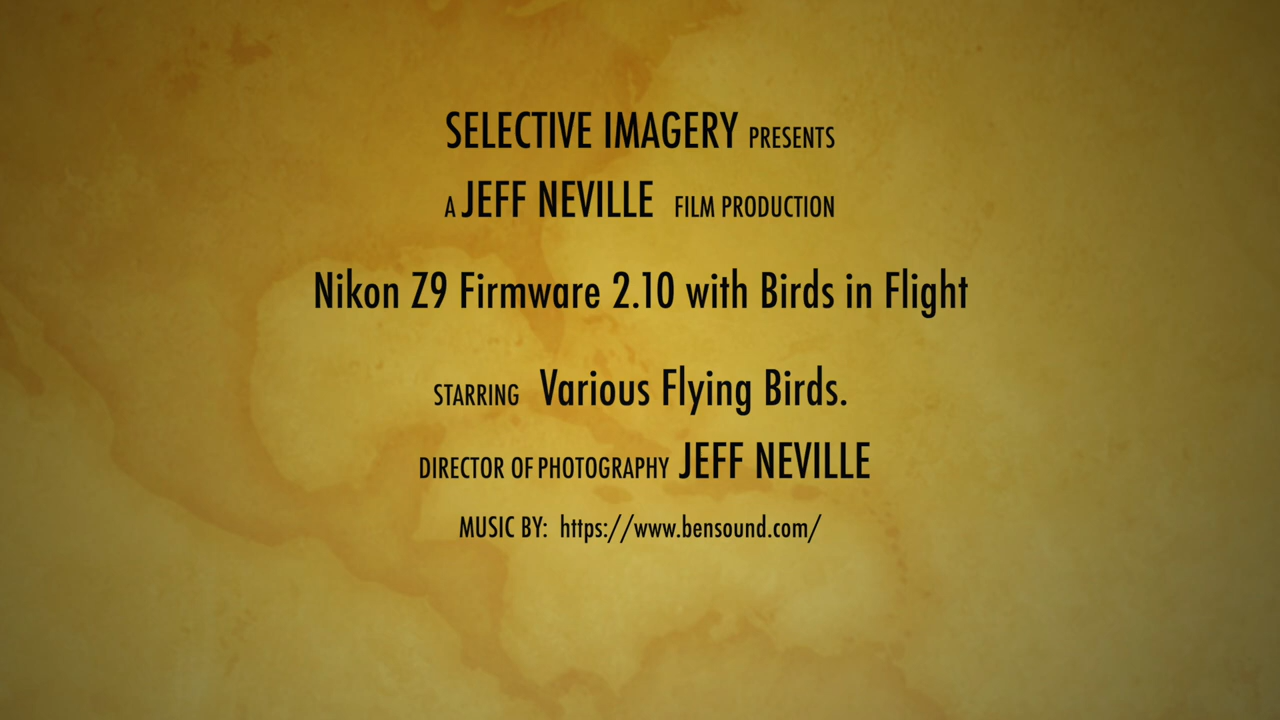 SELECTIVE IMAGERY PRESENTS
A JEFF NEVILLE FILM PRODUCTION
Nikon Z9 Firmware 2.10 with Birds in Flight
STARRING Various Flying Birds.
DIRECTOR OF PHOTOGRAPHY JEFF NEVILLE
MUSIC BY: https://www.bensound.com/